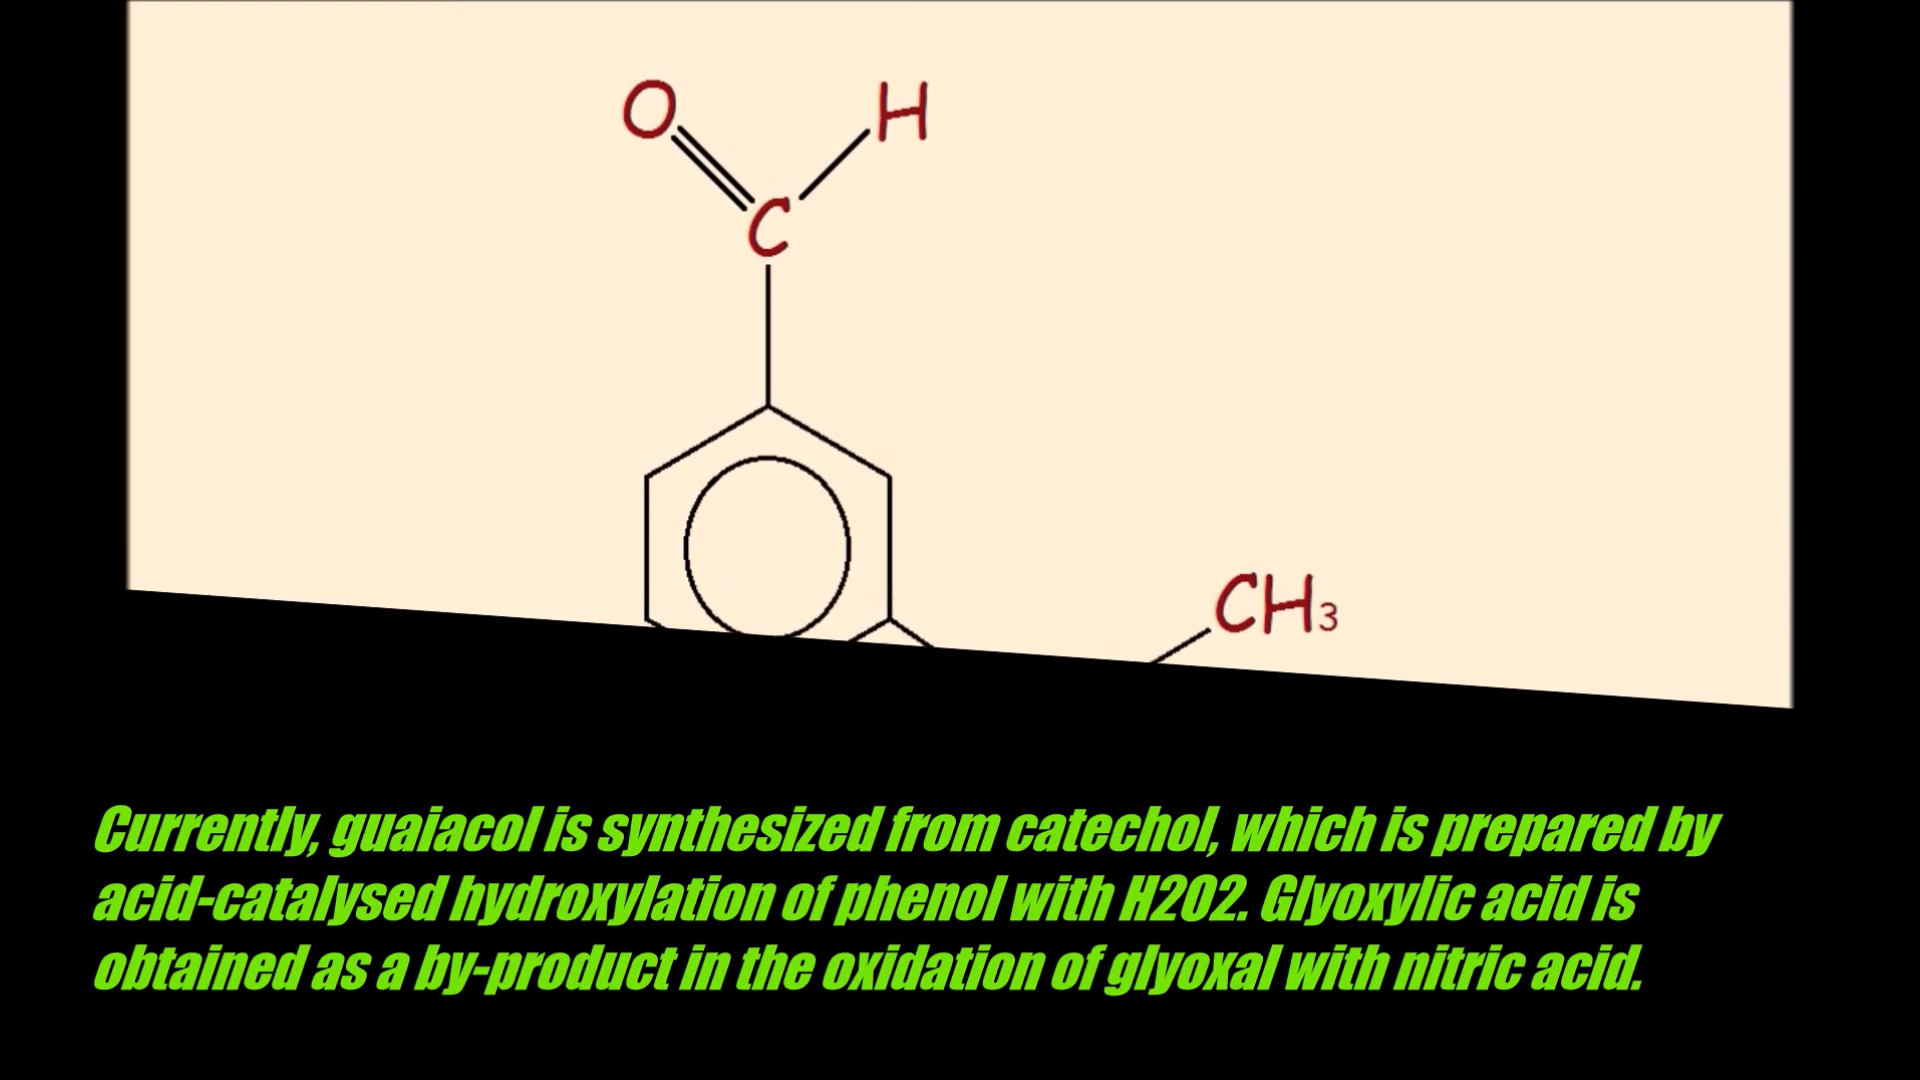 O H
C
CH3
Currently, guaiacol is synthesized from catechol, which is prepared by
acid-catalysed hydroxylation of phenol with H2O2. Glyoxylic acid is
obtained as a by-product in the oxidation of glyoxal with nitric acid.